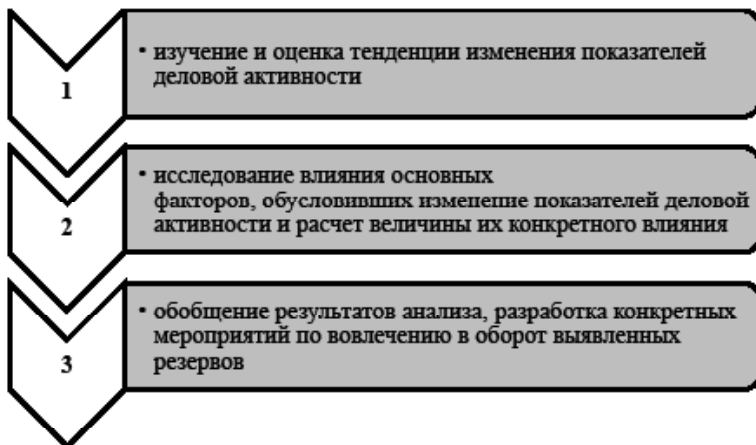 1
• изучение и оценка тенденции изменения показателей
деловой активности
2
• исследование влияния основных
факторов, обусловивших изменение показателей деловой
активности и расчет величины их конкретного влияния
3
• обобщение результатов анализа, разработка конкретных
мероприятий по вовлечению в оборот выявленных
резервов